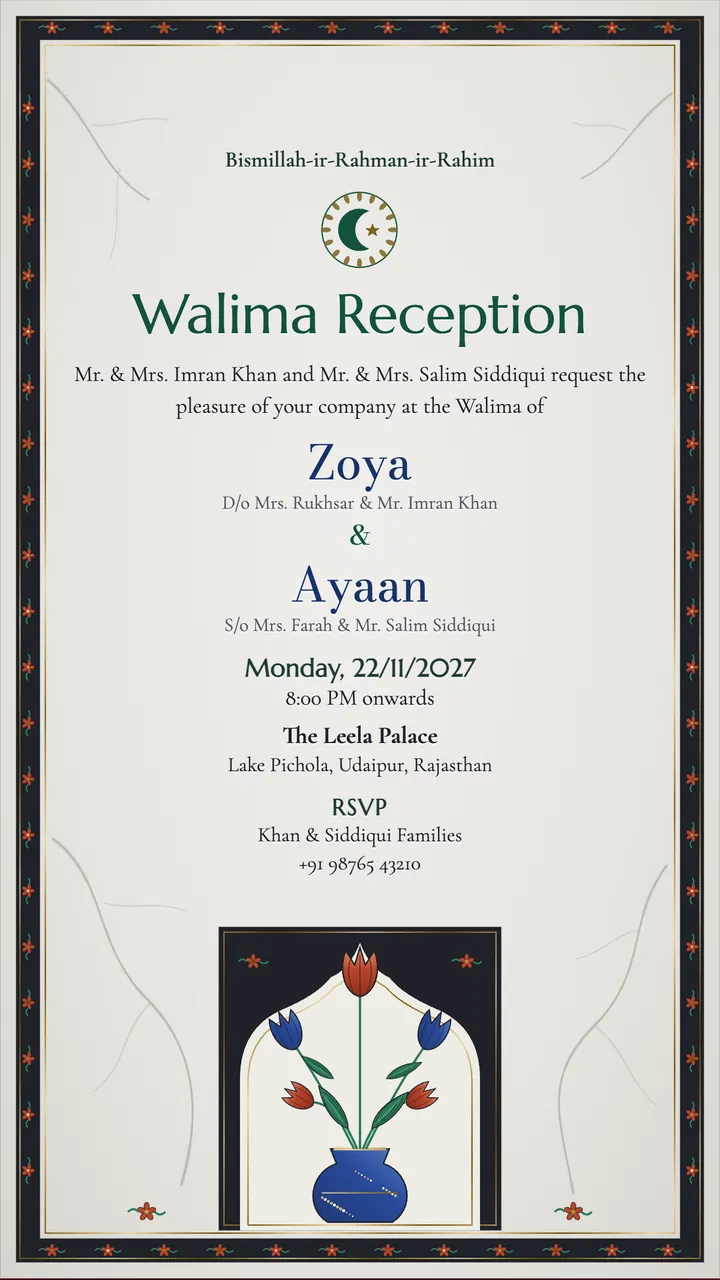 Bismillah-ir-Rahman-ir-Rahim
Walima Reception
Mr. & Mrs. Imran Khan and Mr. & Mrs. Salim Siddiqui request the
pleasure of your company at the Walima of
Zoya
D/o Mrs. Rukhsar & Mr. Imran Khan
&
Ayaan
S/o Mrs. Farah & Mr. Salim Siddiqui
Monday, 22/11/2027
8:00 PM onwards
The Leela Palace
Lake Pichola, Udaipur, Rajasthan
RSVP
Khan & Siddiqui Families
+91 98765 43210